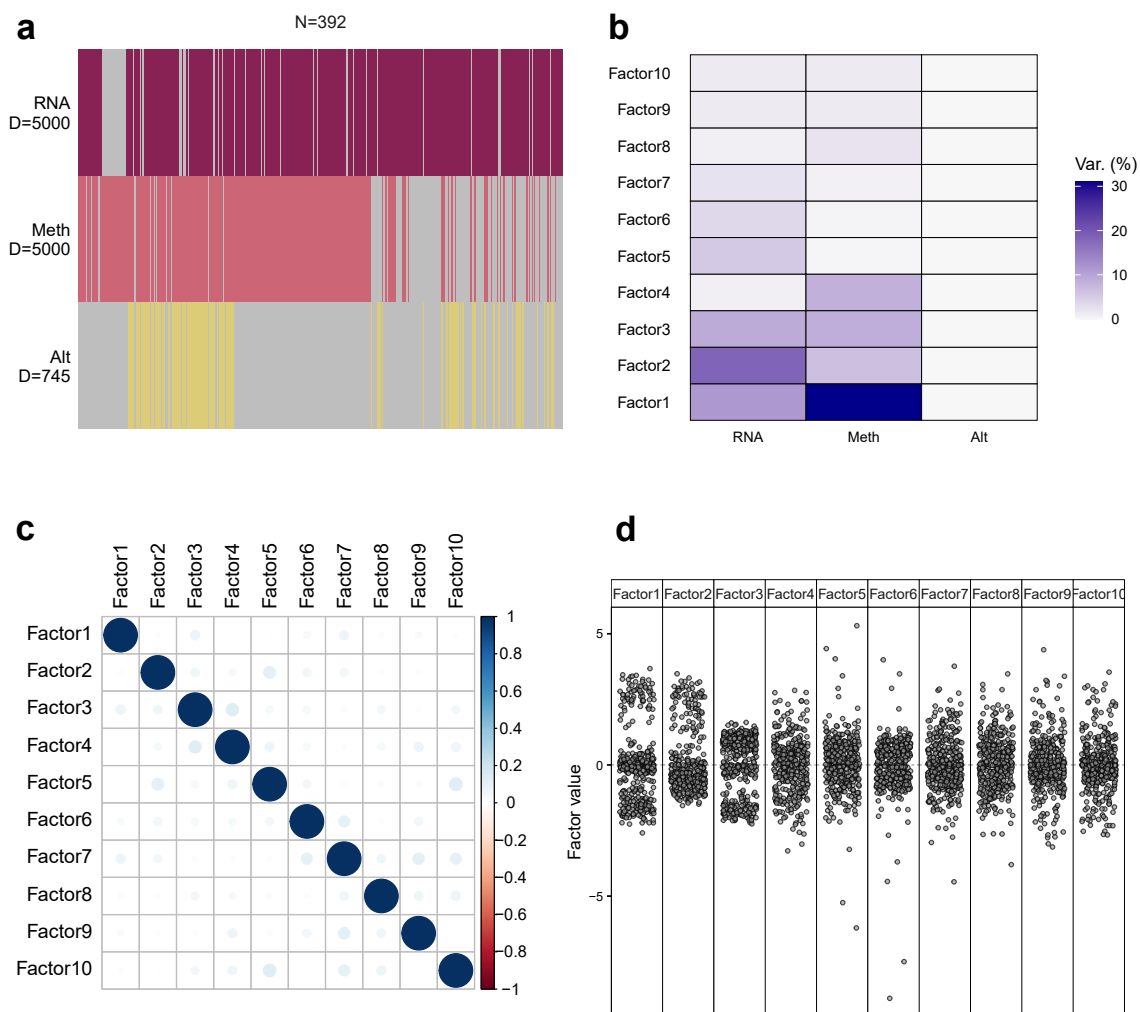 a
N=392
RNA
D=5000
Meth
D=5000
Alt
D=745
b
Factor10
Factor9
Factor8
Factor7
Factor6
Factor5
Factor4
Factor3
Factor2
Factor1
RNA Meth Alt
Var. (%)
30
20
10
0
c
Factor1 Factor2 Factor3 Factor4 Factor5 Factor6 Factor7 Factor8 Factor9 Factor10
Factor1
Factor2
Factor3
Factor4
Factor5
Factor6
Factor7
Factor8
Factor9
Factor10
1
0.8
0.6
0.4
0.2
0
−0.2
−0.4
−0.6
−0.8
−1
d
Factor1 Factor2 Factor3 Factor4 Factor5 Factor6 Factor7 Factor8 Factor9 Factor10
Factor value
5
0
−5